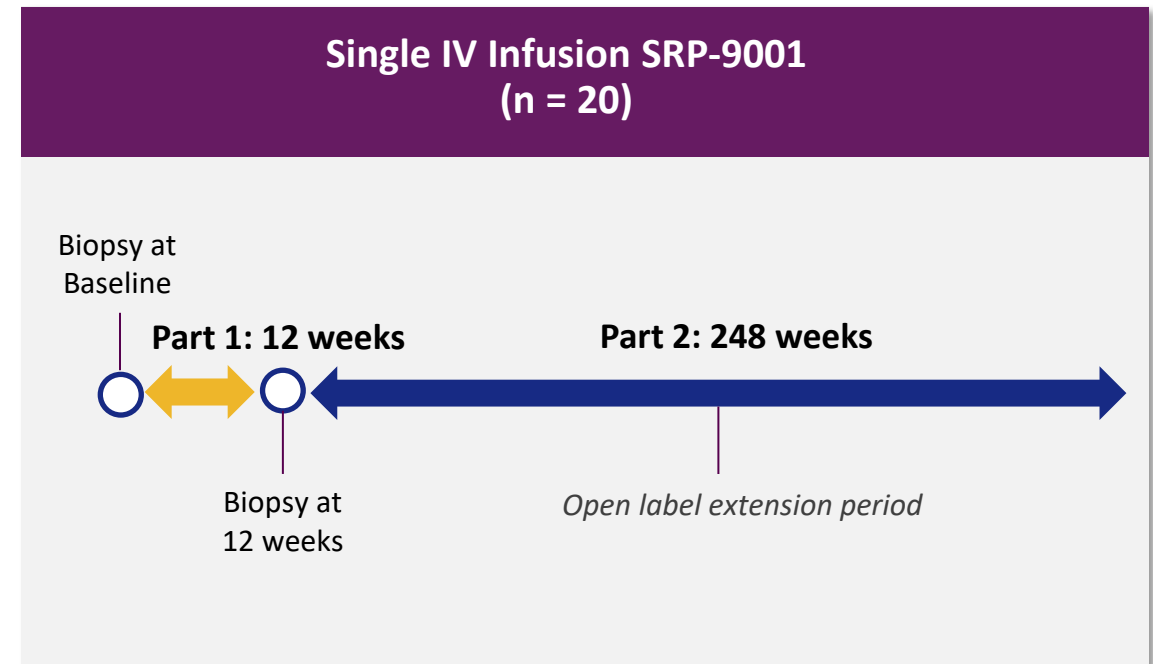 Single IV Infusion SRP-9001
(n = 20)
Biopsy at
Baseline
Part 1: 12 weeks
Part 2: 248 weeks
Biopsy at
12 weeks
Open label extension period